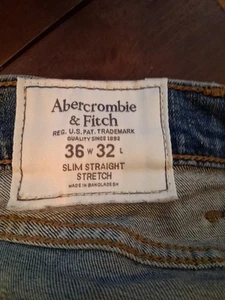 Abercrombie
& Fitch
REG. U.S. PAT. TRADEMARK
QUALITY SINCE 1892
36 W 32 L
SLIM STRAIGHT
STRETCH
MADE IN BANGLADESH